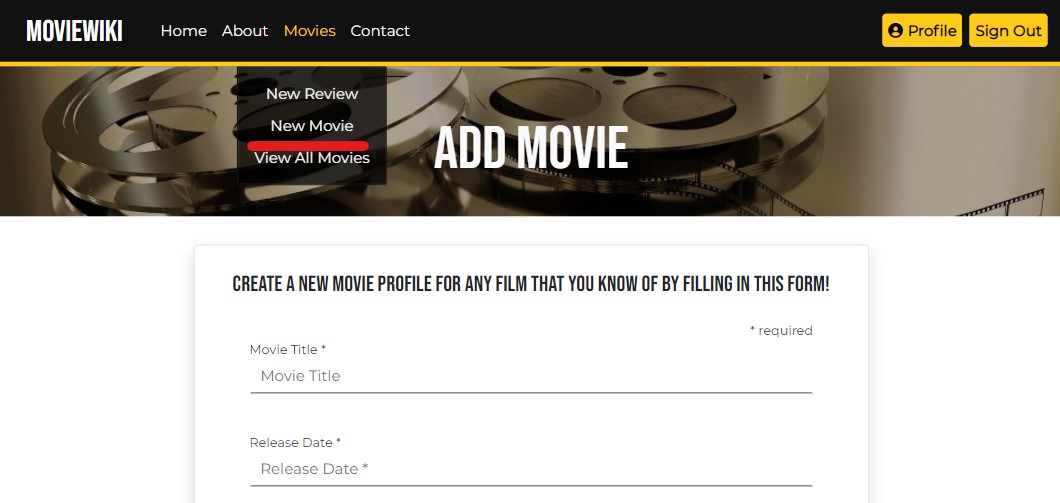 MOVIEWIKI
Home About Movies Contact
Profile
Sign Out
New Review
New Movie
View All Movies
ADD MOVIE
CREATE A NEW MOVIE PROFILE FOR ANY FILM THAT YOU KNOW OF BY FILLING IN THIS FORM!
* required
Movie Title *
Movie Title
Release Date *
Release Date *